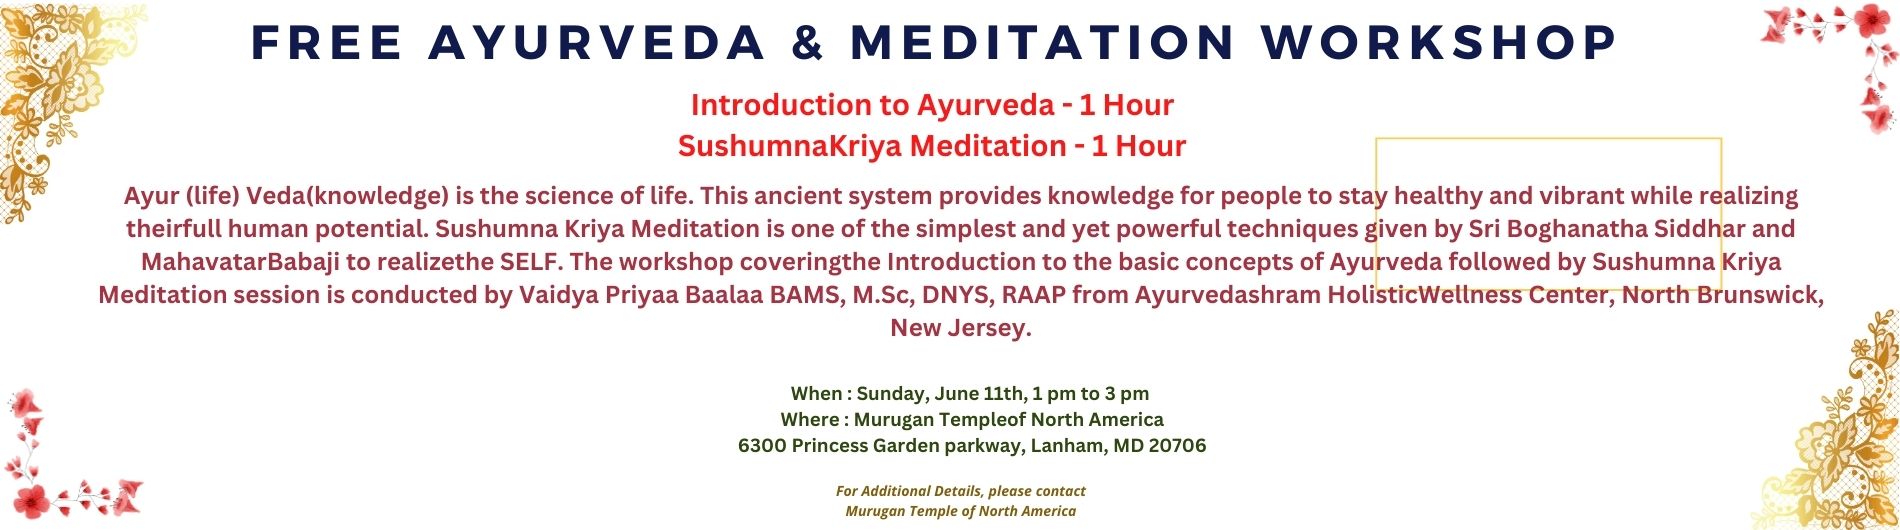 FREE AYURVEDA & MEDITATION WORKSHOP
Introduction to Ayurveda - 1 Hour
SushumnaKriya Meditation - 1 Hour
Ayur (life) Veda(knowledge) is the science of life. This ancient system provides knowledge for people to stay healthy and vibrant while realizing
theirfull human potential. Sushumna Kriya Meditation is one of the simplest and yet powerful techniques given by Sri Boghanatha Siddhar and
MahavatarBabaji to realizethe SELF. The workshop coveringthe Introduction to the basic concepts of Ayurveda followed by Sushumna Kriya
Meditation session is conducted by Vaidya Priyaa Baalaa BAMS, M.Sc, DNYS, RAAP from Ayurvedashram HolisticWellness Center, North Brunswick,
New Jersey.
When : Sunday, June 11th, 1 pm to 3 pm
Where : Murugan Templeof North America
6300 Princess Garden parkway, Lanham, MD 20706
For Additional Details, please contact
Murugan Temple of North America